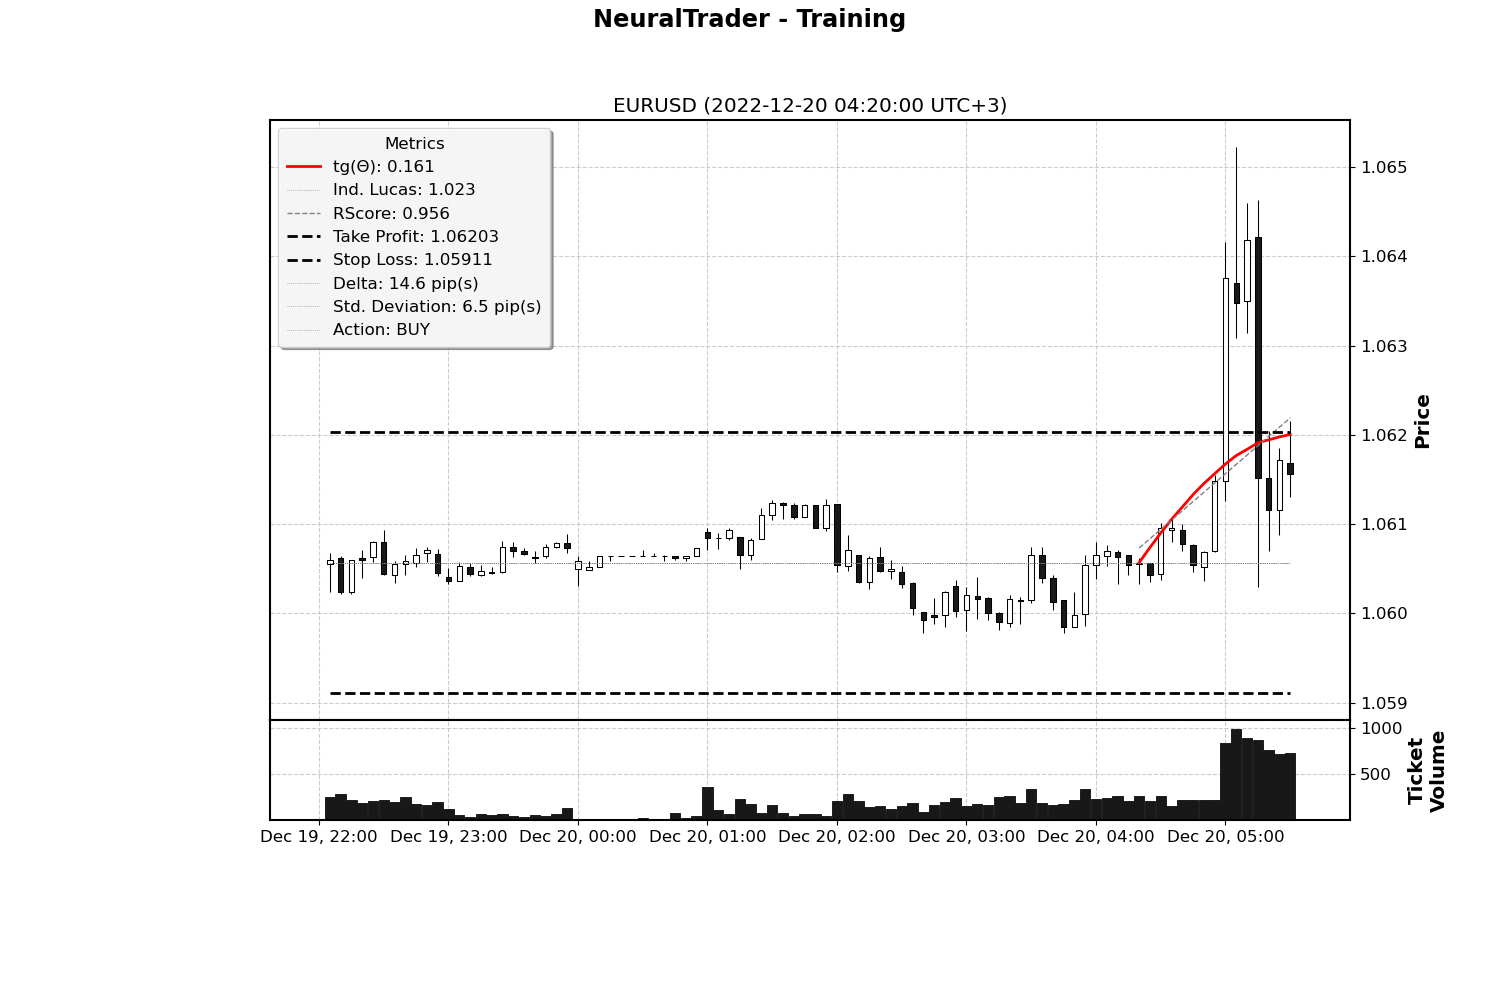 NeuralTrader - Training
EURUSD (2022-12-20 04:20:00 UTC+3)
Metrics
tg(Θ): 0.161
Ind. Lucas: 1.023
RScore: 0.956
Take Profit: 1.06203
Stop Loss: 1.05911
Delta: 14.6 pip(s)
Std. Deviation: 6.5 pip(s)
Action: BUY
1.065
1.064
1.063
1.062
1.061
1.060
1.059
Price
1000
500
Ticket
Volume
Dec 19, 22:00
Dec 19, 23:00
Dec 20, 00:00
Dec 20, 01:00
Dec 20, 02:00
Dec 20, 03:00
Dec 20, 04:00
Dec 20, 05:00